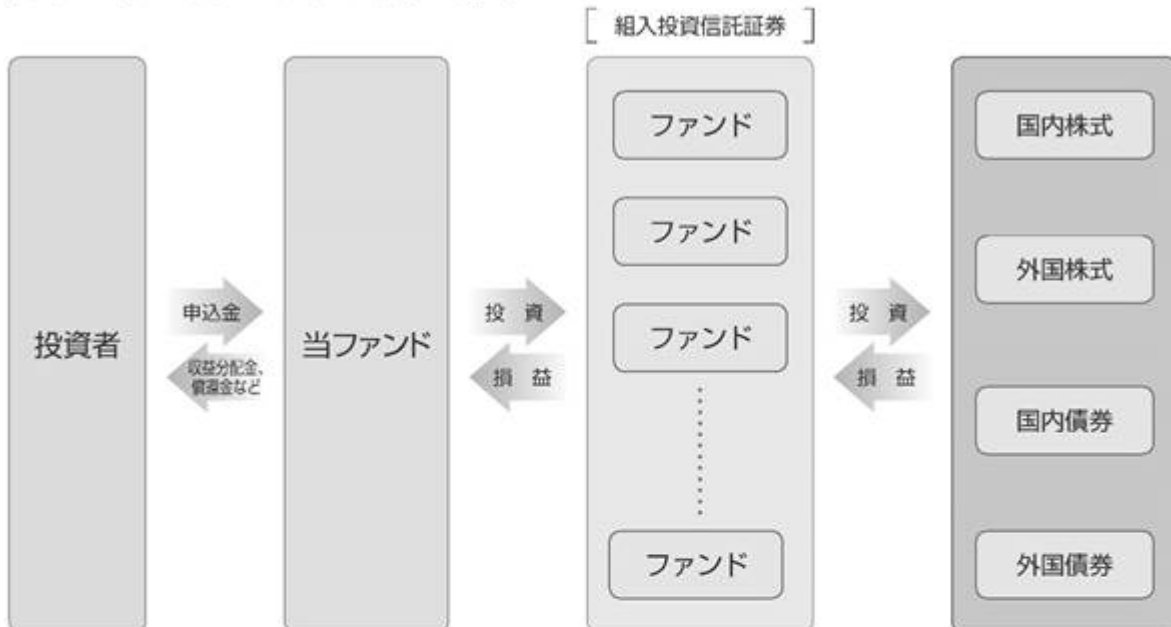 組入投資信託証券
投資者
申込金
収益分配金、
償還金など
当ファンド
投 資
損 益
ファンド
ファンド
ファンド
ファンド
投 資
損 益
国内株式
外国株式
国内債券
外国債券